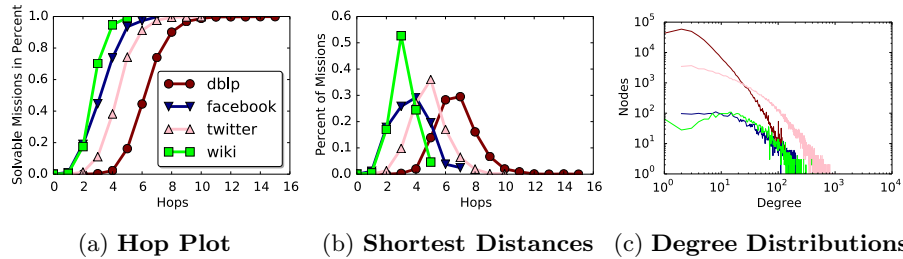 1.0
0.8
0.6
0.4
0.2
0.0
0 2 4 6 8 10 12 14 16
Hops
Solvable Missions in Percent
dblp
facebook
twitter
wiki
(a) Hop Plot
0.6
0.5
0.4
0.3
0.2
0.1
0.0
0 2 4 6 8 10 12 14 16
Hops
Percent of Missions
(b) Shortest Distances
10^5
10^4
10^3
10^2
10^1
10^0
10^0 10^1 10^2 10^3 10^4
Degree
Nodes
(c) Degree Distributions